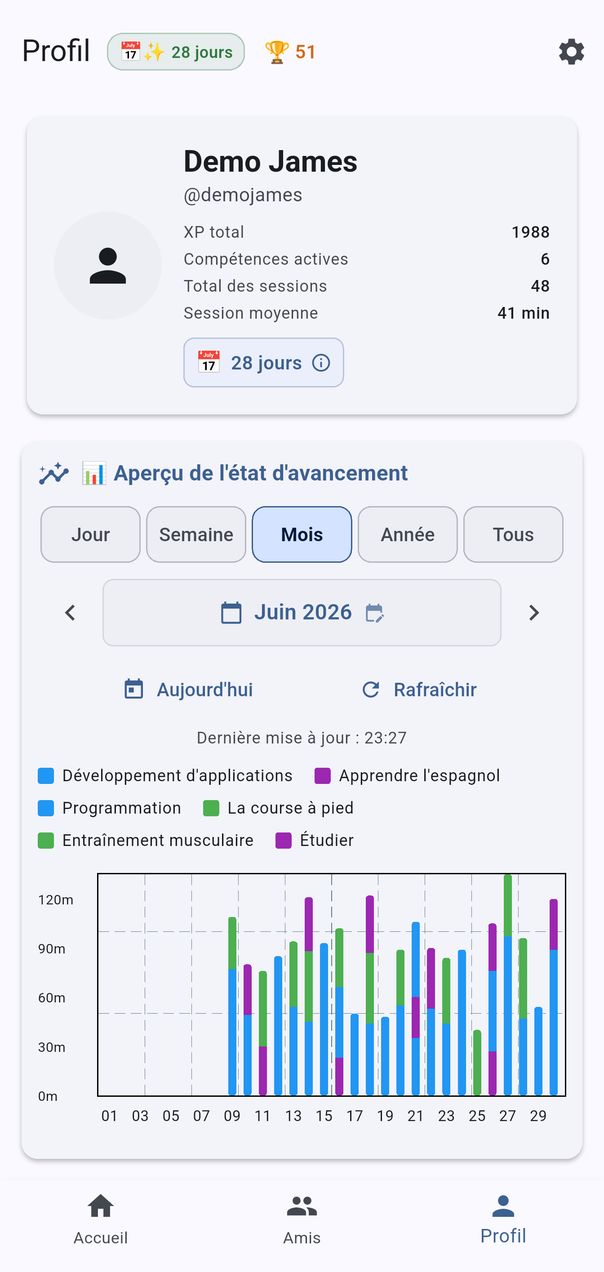 Profil 28 jours 51
Demo James
@demojames
XP total 1988
Compétences actives 6
Total des sessions 48
Session moyenne 41 min
28 jours
Aperçu de l'état d'avancement
Jour Semaine Mois Année Tous
Juin 2026
Aujourd'hui Rafraîchir
Dernière mise à jour : 23:27
Développement d'applications Apprendre l'espagnol
Programmation La course à pied
Entraînement musculaire Étudier
120m
90m
60m
30m
0m
01 03 05 07 09 11 13 15 17 19 21 23 25 27 29
Accueil Amis Profil